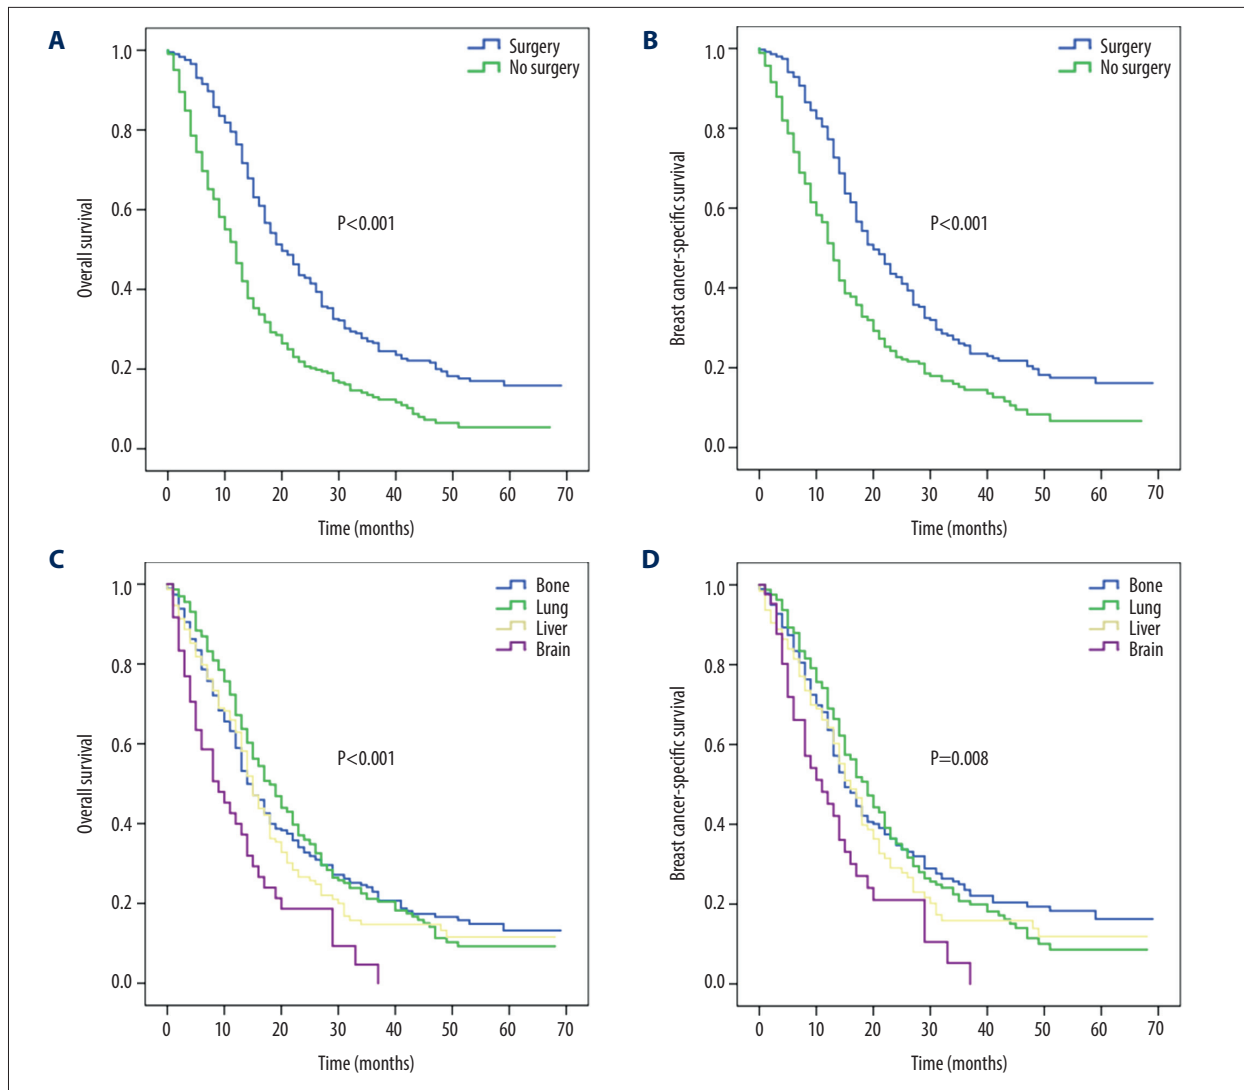 A
Surgery
No surgery
Overall survival
1.0
0.8
0.6
0.4
0.2
0.0
P<0.001
0 10 20 30 40 50 60 70
Time (months)
B
Surgery
No surgery
Breast cancer-specific survival
1.0
0.8
0.6
0.4
0.2
0.0
P<0.001
0 10 20 30 40 50 60 70
Time (months)
C
Bone
Lung
Liver
Brain
Overall survival
1.0
0.8
0.6
0.4
0.2
0.0
P<0.001
0 10 20 30 40 50 60 70
Time (months)
D
Bone
Lung
Liver
Brain
Breast cancer-specific survival
1.0
0.8
0.6
0.4
0.2
0.0
P=0.008
0 10 20 30 40 50 60 70
Time (months)